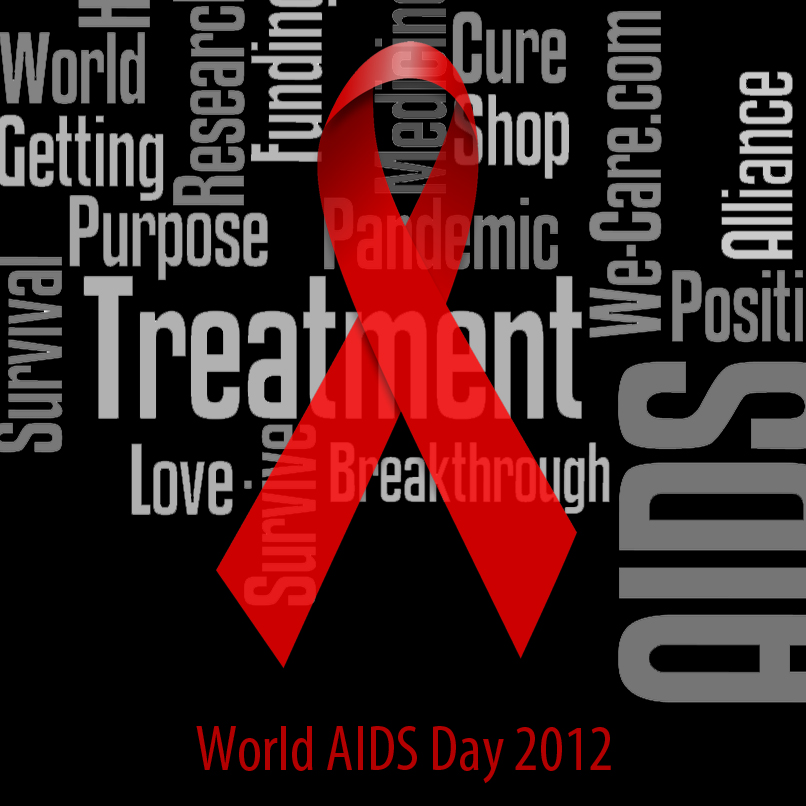 World
Research
Funding
Medicine
Cure
Getting
Shop
We-Care.com
Alliance
Purpose
Pandemic
Survival
Treatment
Positi
AIDS
Love
Survive
Breakthrough
World AIDS Day 2012